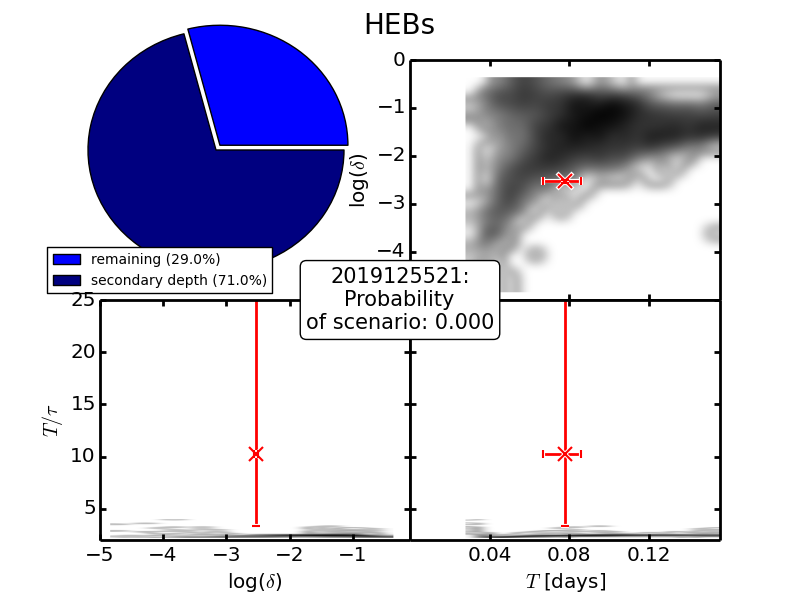 HEBs
remaining (29.0%)
secondary depth (71.0%)
log(δ)
0
−1
−2
−3
−4
2019125521:
Probability
of scenario: 0.000
T/τ
25
20
15
10
5
−5
−4
−3
−2
−1
log(δ)
0.04
0.08
0.12
T [days]